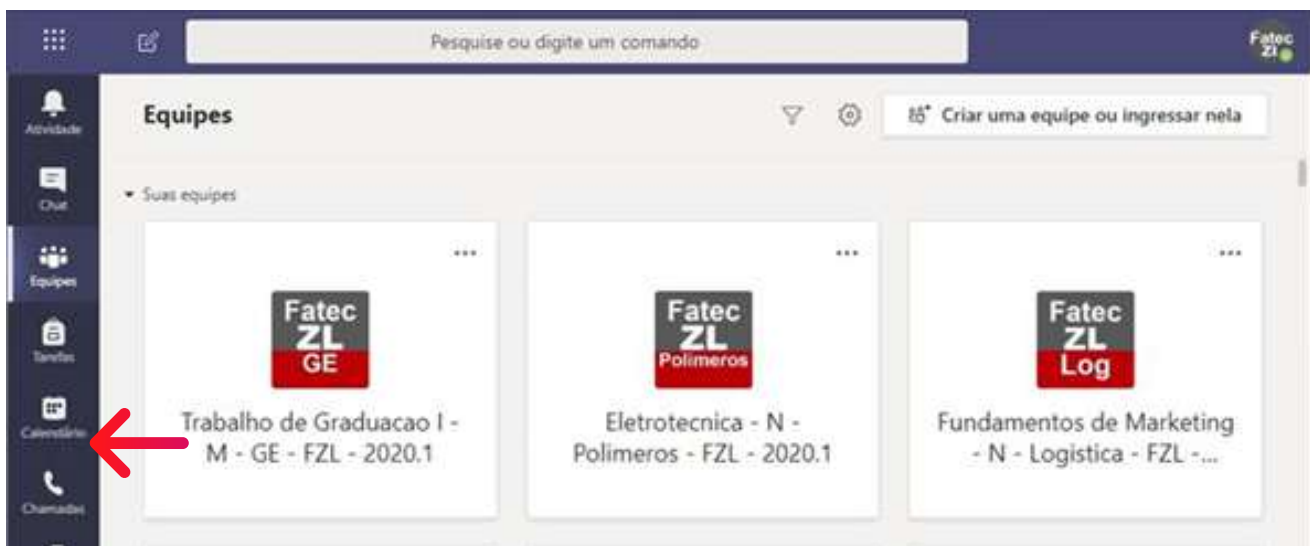 Pesquise ou digite um comando
Fatec
ZL
Atividade
Equipes
Criar uma equipe ou ingressar nela
Chat
Suas equipes
Equipes
Tarefas
Calendário
Chamadas
Fatec
ZL
GE
Trabalho de Graduacao I -
M - GE - FZL - 2020.1
Fatec
ZL
Polimeros
Eletrotecnica - N -
Polimeros - FZL - 2020.1
Fatec
ZL
Log
Fundamentos de Marketing
- N - Logistica - FZL -...